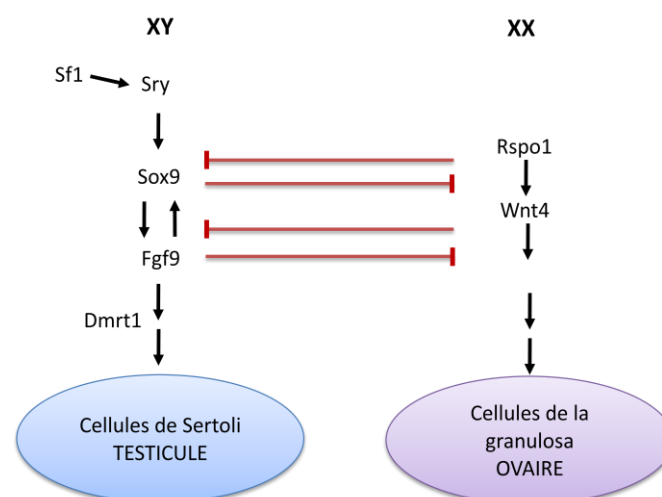 XY
XX
Sf1
Sry
Sox9
Rspo1
Wnt4
Fgf9
Dmrt1
Cellules de Sertoli
TESTICULE
Cellules de la
granulosa
OVAIRE